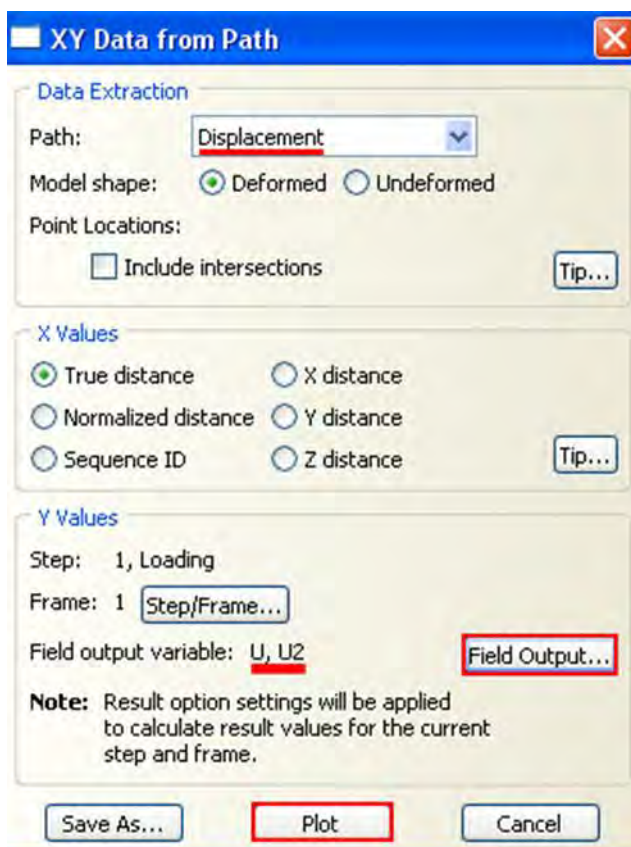 XY Data from Path
Data Extraction
Path: Displacement
Model shape: Deformed Undeformed
Point Locations:
Include intersections Tip...
X Values
True distance X distance
Normalized distance Y distance
Sequence ID Z distance Tip...
Y Values
Step: 1, Loading
Frame: 1 Step/Frame...
Field output variable: U, U2 Field Output...
Note: Result option settings will be applied
to calculate result values for the current
step and frame.
Save As... Plot Cancel